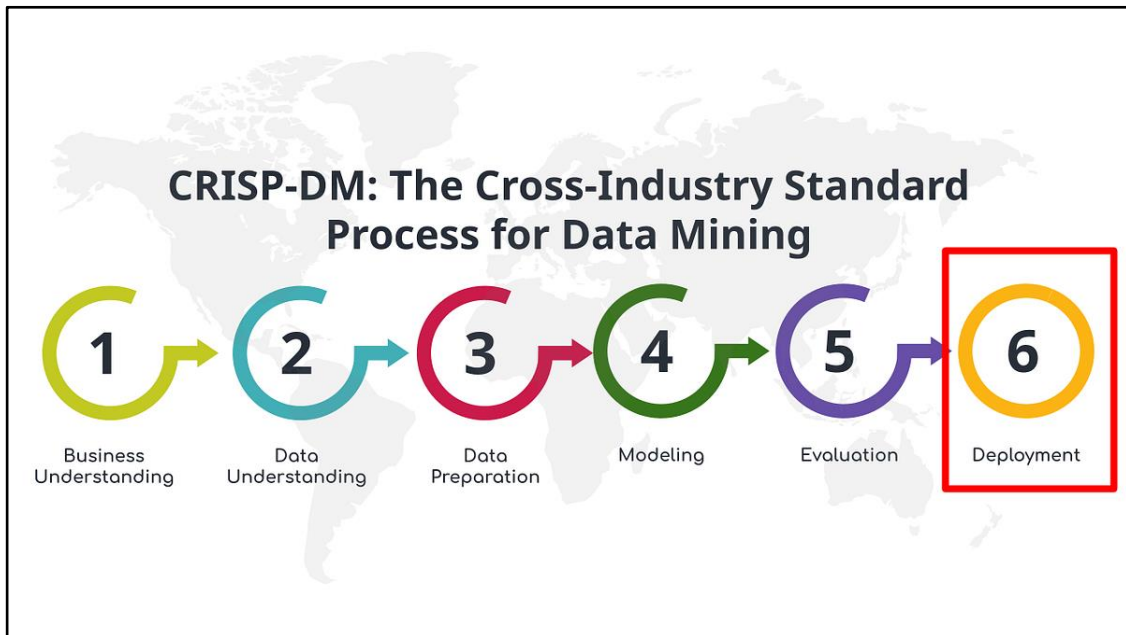 CRISP-DM: The Cross-Industry Standard
Process for Data Mining
1
2
3
4
5
6
Business
Understanding
Data
Understanding
Data
Preparation
Modeling
Evaluation
Deployment